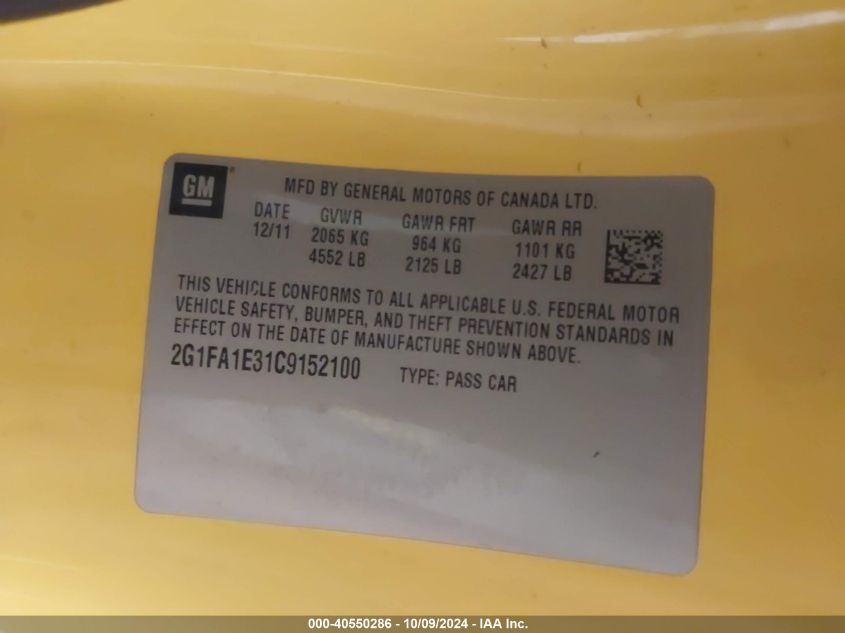 GM
MFD BY GENERAL MOTORS OF CANADA LTD.
DATE GVWR GAWR FRT GAWR RR
12/11 2065 KG 964 KG 1101 KG
4552 LB 2125 LB 2427 LB
THIS VEHICLE CONFORMS TO ALL APPLICABLE U.S. FEDERAL MOTOR
VEHICLE SAFETY, BUMPER, AND THEFT PREVENTION STANDARDS IN
EFFECT ON THE DATE OF MANUFACTURE SHOWN ABOVE.
2G1FA1E31C9152100 TYPE: PASS CAR
000-40550286 - 10/09/2024 - IAA Inc.